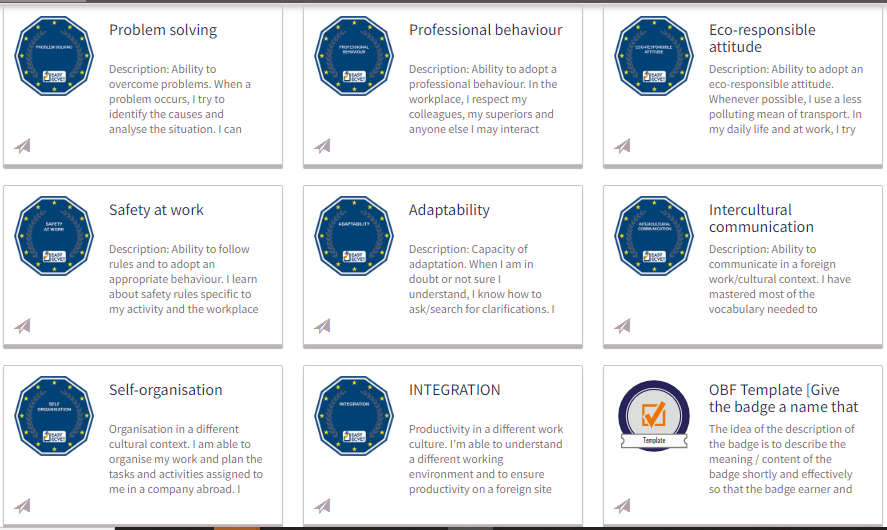 PROBLEM SOLVING
EASY
ECVET
Problem solving
Description: Ability to
overcome problems. When a
problem occurs, I try to
identify the causes and
analyse the situation. I can
PROFESSIONAL
BEHAVIOUR
EASY
ECVET
Professional behaviour
Description: Ability to adopt a
professional behaviour. In the
workplace, I respect my
colleagues, my superiors and
anyone else I may interact
ECO-RESPONSIBLE
ATTITUDE
EASY
ECVET
Eco-responsible
attitude
Description: Ability to adopt an
eco-responsible attitude.
Whenever possible, I use a less
polluting mean of transport. In
my daily life and at work, I try
SAFETY
AT WORK
EASY
ECVET
Safety at work
Description: Ability to follow
rules and to adopt an
appropriate behaviour. I learn
about safety rules specific to
my activity and the workplace
ADAPTABILITY
EASY
ECVET
Adaptability
Description: Capacity of
adaptation. When I am in
doubt or not sure I
understand, I know how to
ask/search for clarifications. I
INTERCULTURAL
COMMUNICATION
EASY
ECVET
Intercultural
communication
Description: Ability to
communicate in a foreign
work/cultural context. I have
mastered most of the
vocabulary needed to
SELF
ORGANISATION
EASY
ECVET
Self-organisation
Organisation in a different
cultural context. I am able to
organise my work and plan the
tasks and activities assigned to
me in a company abroad. I
INTEGRATION
EASY
ECVET
INTEGRATION
Productivity in a different work
culture. I'm able to understand
a different working
environment and to ensure
productivity on a foreign site
Template
OBF Template [Give
the badge a name that
The idea of the description of
the badge is to describe the
meaning / content of the
badge shortly and effectively
so that the badge earner and